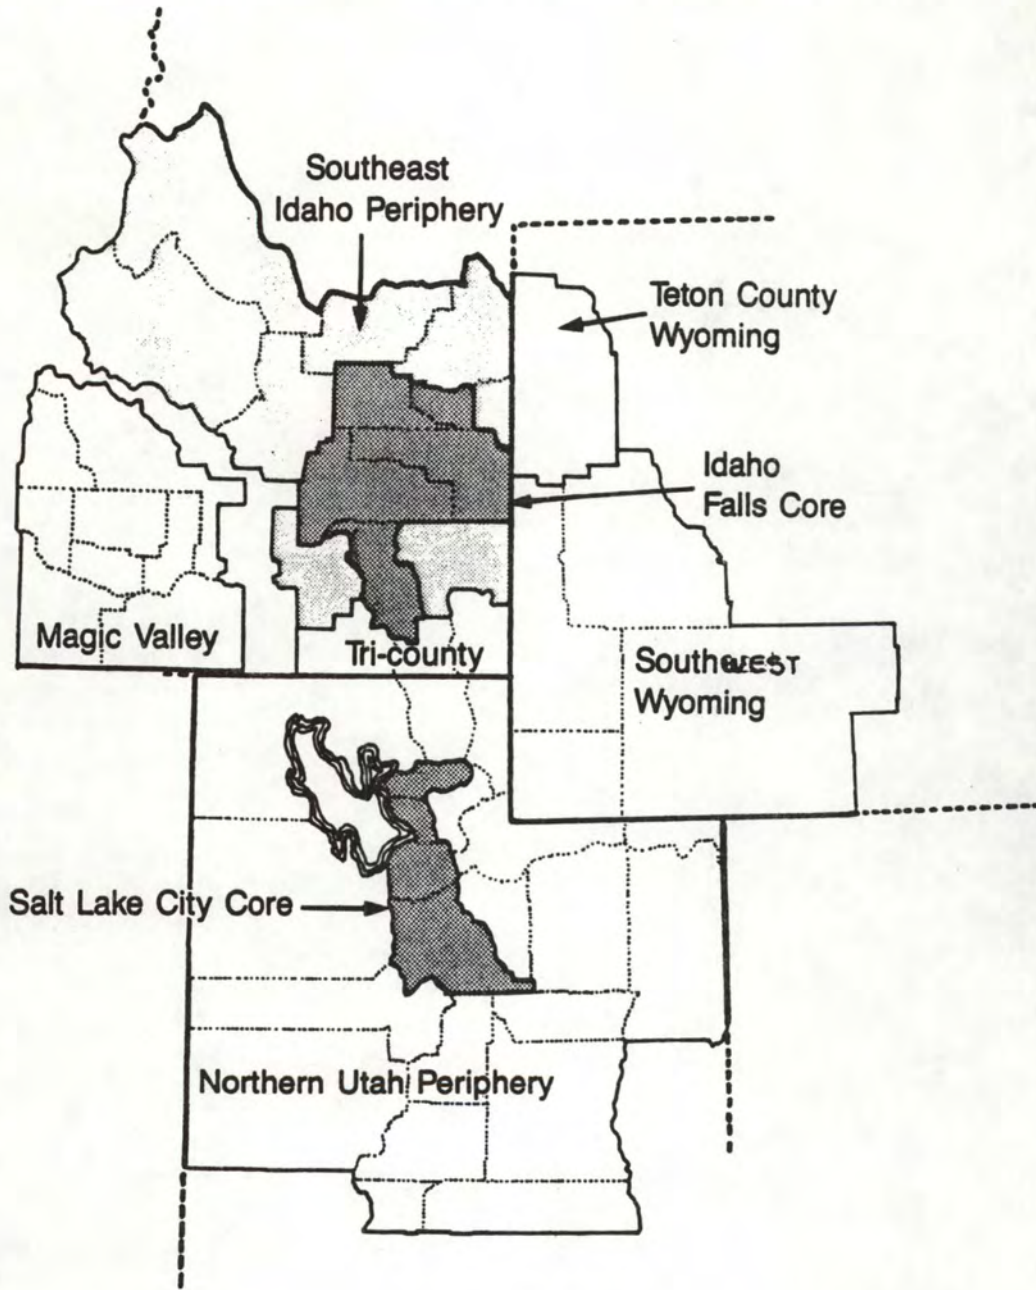 Southeast
Idaho Periphery
Teton County
Wyoming
Idaho
Falls Core
Magic Valley
Tri-county
SouthWEST
Wyoming
Salt Lake City Core
Northern Utah Periphery